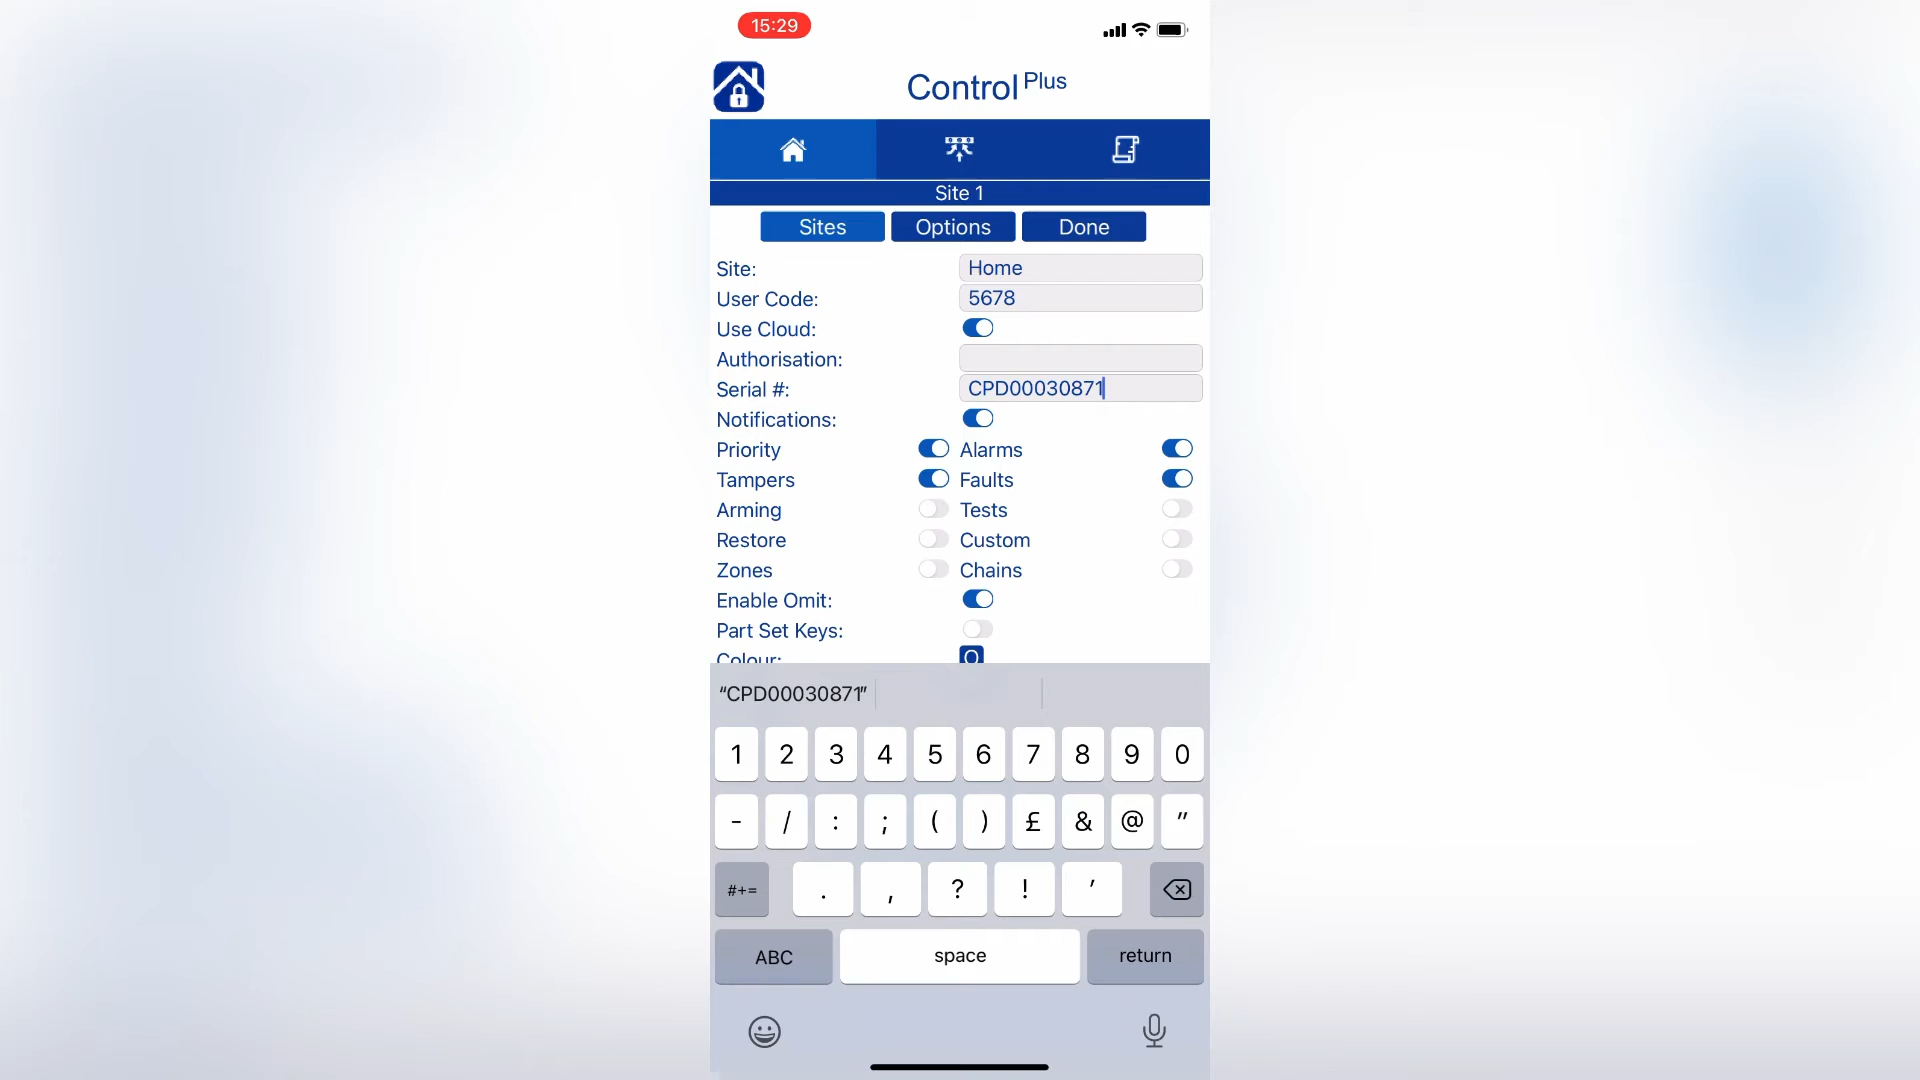 15:29
Control Plus
Site 1
Sites Options Done
Site: Home
User Code: 5678
Use Cloud:
Authorisation:
Serial #: CPD00030871
Notifications:
Priority Alarms
Tampers Faults
Arming Tests
Restore Custom
Zones Chains
Enable Omit:
Part Set Keys:
Colour:
“CPD00030871”
1 2 3 4 5 6 7 8 9 0
- / : ; ( ) £ & @ ”
#+= . , ? ! ’
ABC space return